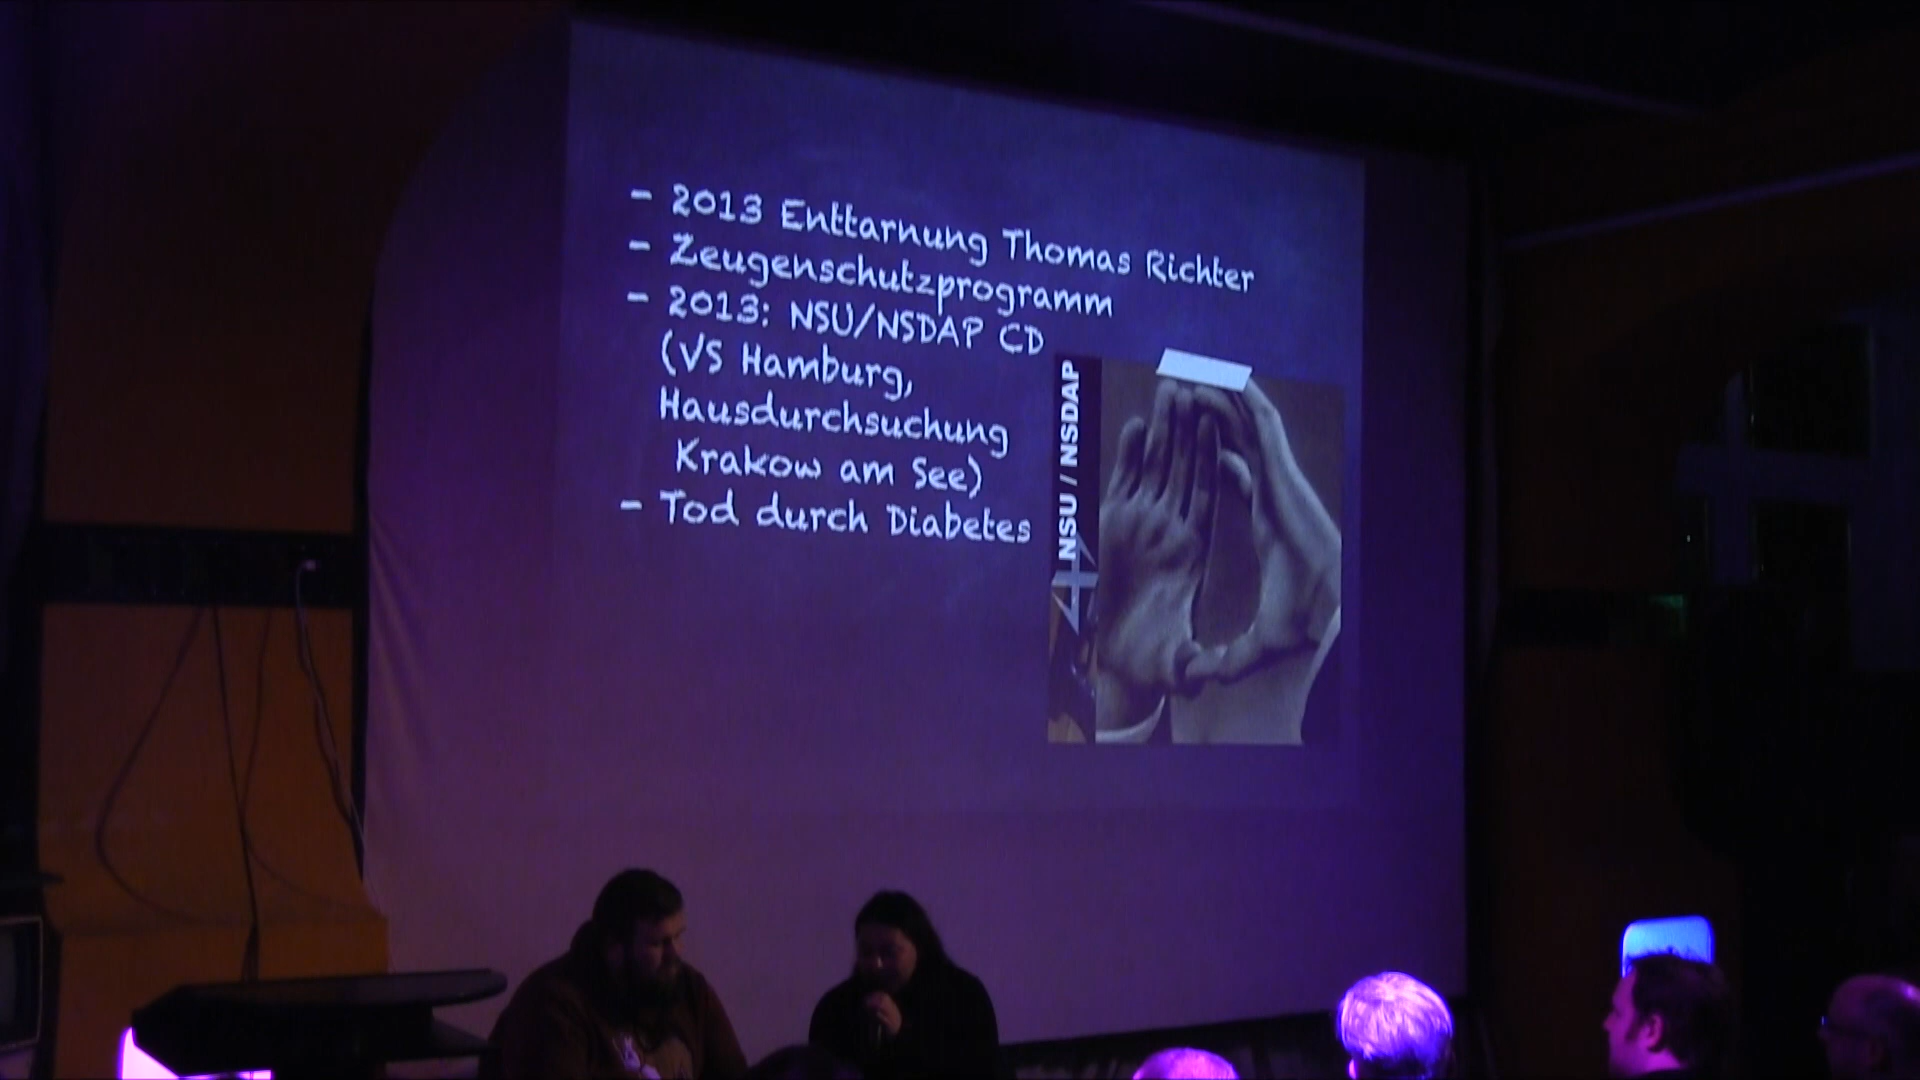 - 2013 Enttarnung Thomas Richter
- Zeugenschutzprogramm
- 2013: NSU/NSDAP CD
(VS Hamburg,
Hausdurchsuchung
Krakow am See)
- Tod durch Diabetes
NSU / NSDAP